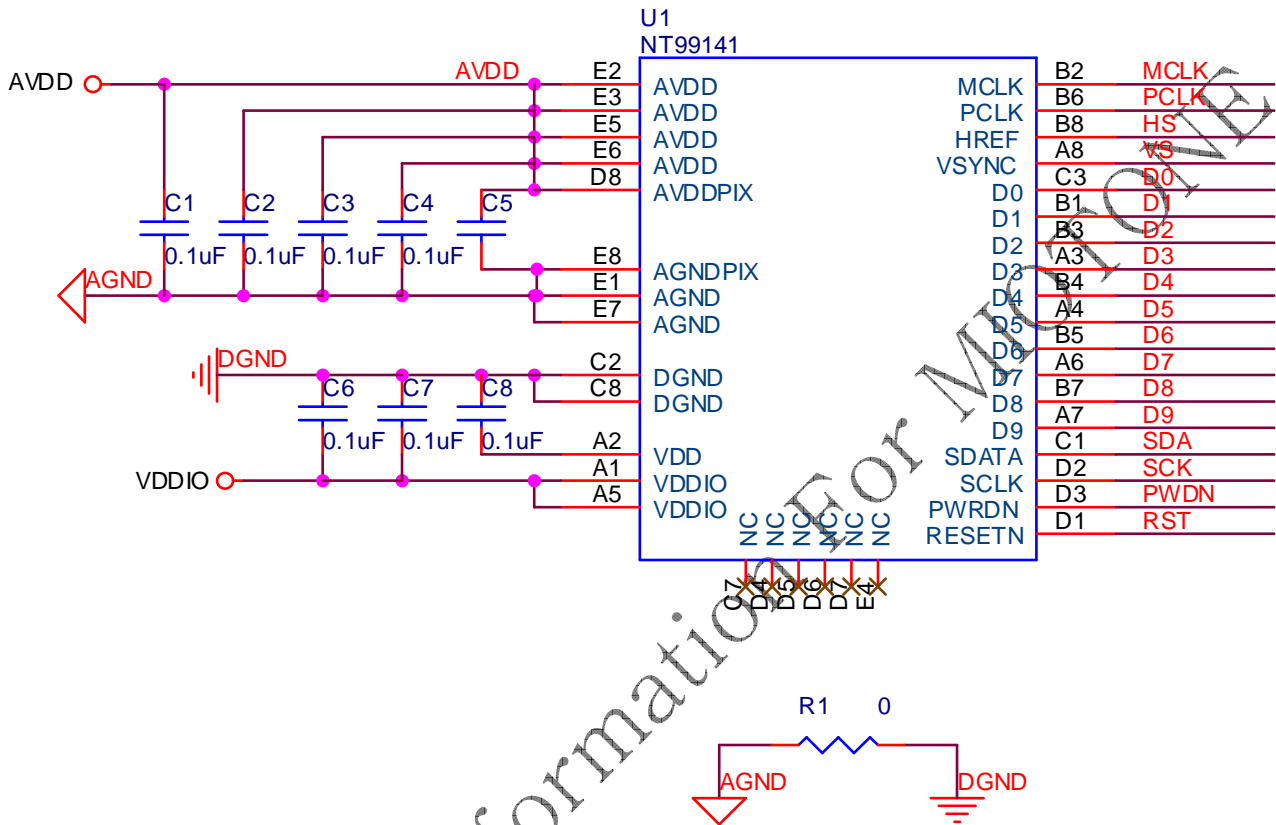 U1
NT99141
AVDD
AVDD
E2 AVDD
E3 AVDD
E5 AVDD
E6 AVDD
D8 AVDDPIX
C1 C2 C3 C4 C5
0.1uF 0.1uF 0.1uF 0.1uF 0.1uF
E8 AGNDPIX
AGND E1 AGND
E7 AGND
DGND C2 DGND
C8 DGND
C6 C7 C8
0.1uF 0.1uF 0.1uF
A2 VDD
VDDIO A1 VDDIO
A5 VDDIO
MCLK B2 MCLK
PCLK B6 PCLK
HREF B8 HS
VSYNC A8 VS
D0 C3 D0
D1 B1 D1
D2 B3 D2
D3 A3 D3
D4 B4 D4
D5 A4 D5
D6 B5 D6
D7 A6 D7
D8 B7 D8
D9 A7 D9
SDATA C1 SDA
SCLK D2 SCK
PWRDN D3 PWDN
RESETN D1 RST
NC NC NC NC NC NC
C7 D4 D5 D6 D7 E4
R1 0
AGND DGND
formation For MIOTONE